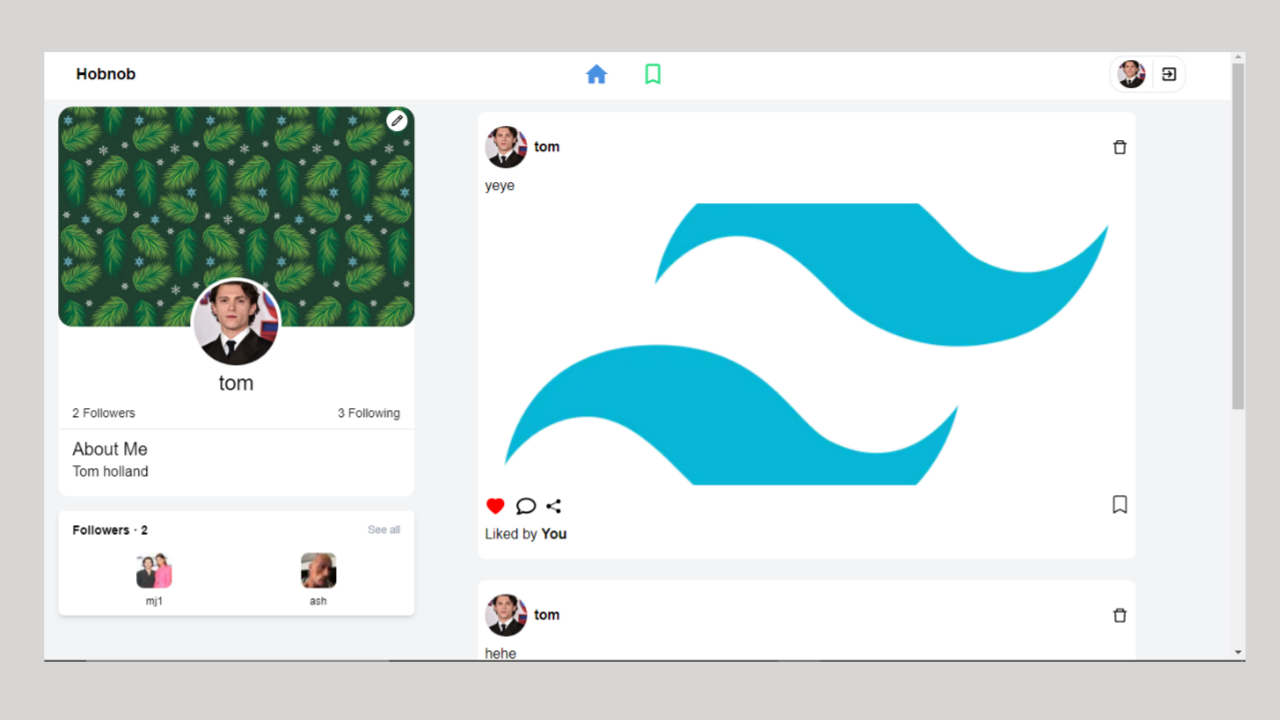 Hobnob
tom
2 Followers
3 Following
About Me
Tom holland
Followers · 2
See all
mj1
ash
tom
yeye
Liked by You
tom
hehe